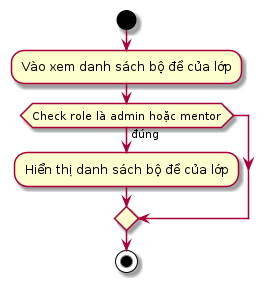 Vào xem danh sách bộ đề của lớp
Check role là admin hoặc mentor
đúng
Hiển thị danh sách bộ đề của lớp